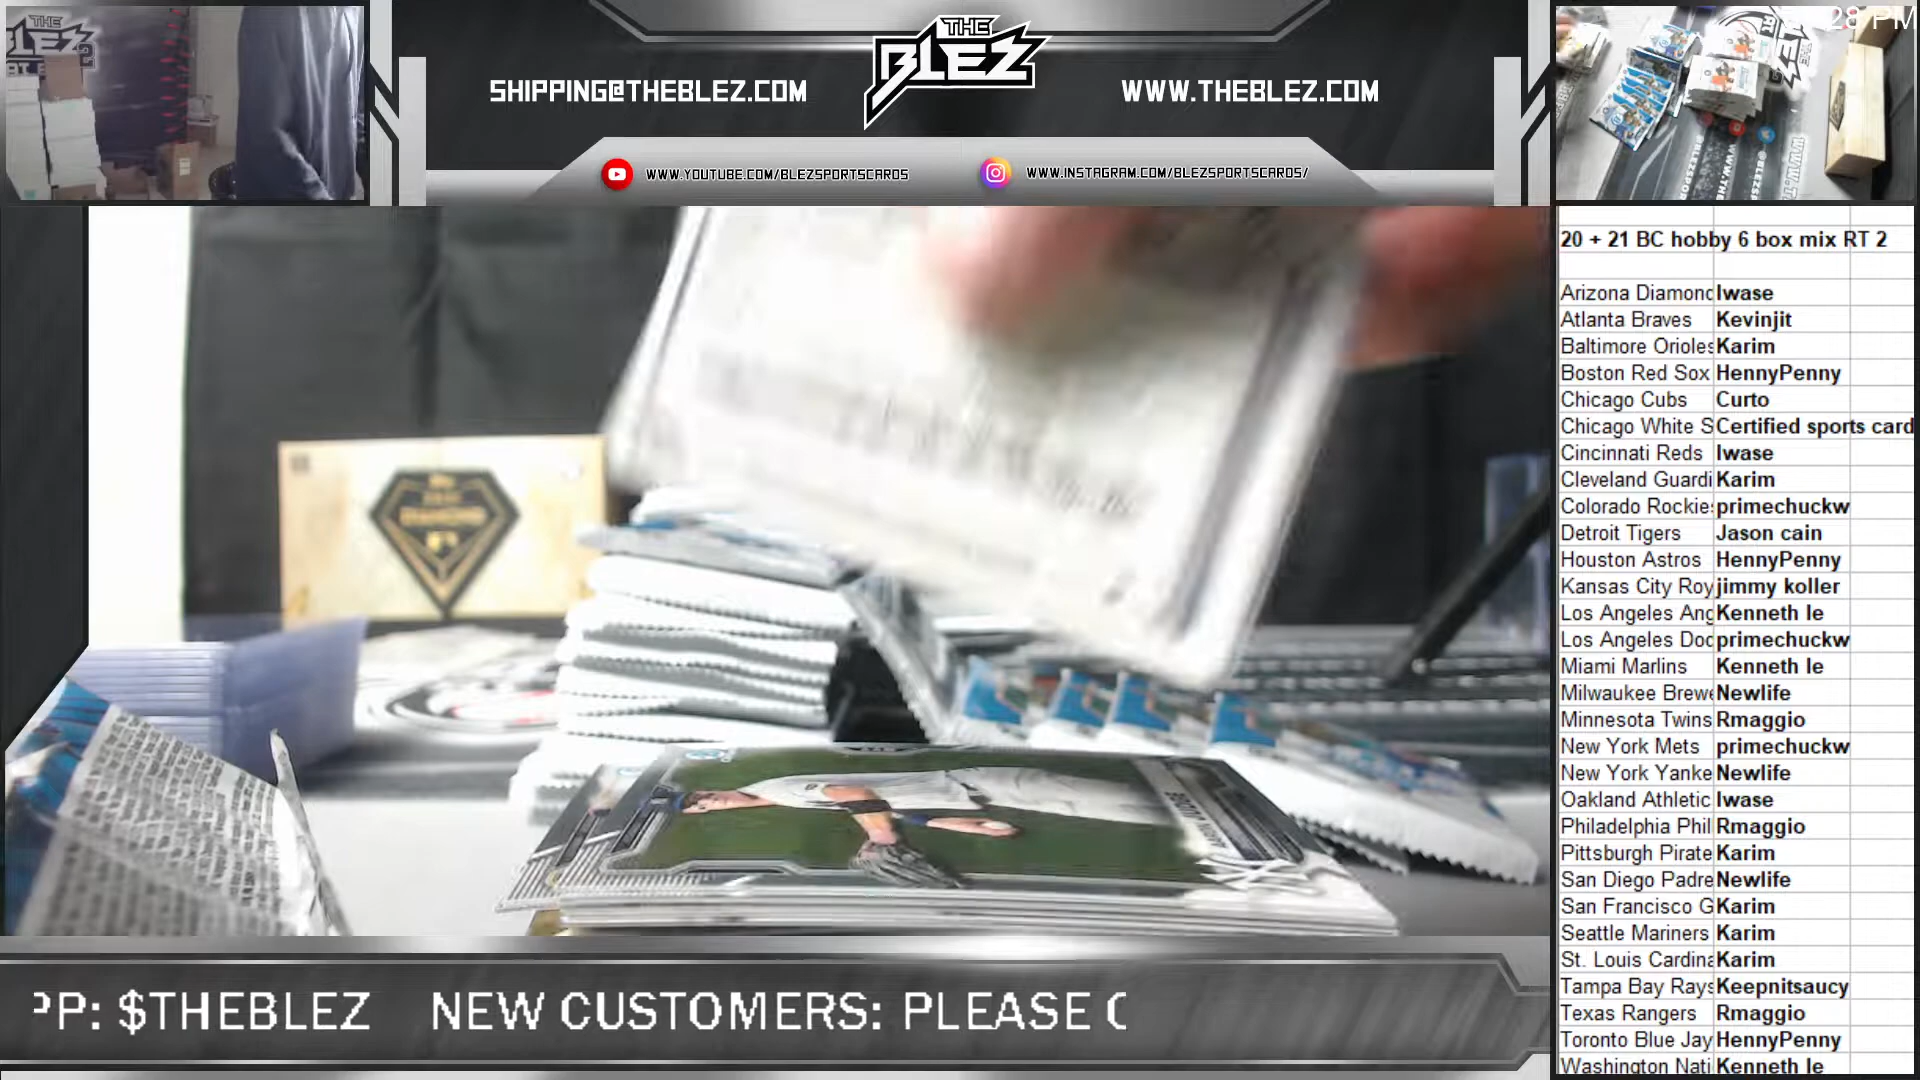 THE
BLEZ
SHIPPING@THEBLEZ.COM
WWW.THEBLEZ.COM
WWW.YOUTUBE.COM/BLEZSPORTSCARDS
WWW.INSTAGRAM.COM/BLEZSPORTSCARDS/
28 PM
20 + 21 BC hobby 6 box mix RT 2
Arizona Diamond Iwase
Atlanta Braves Kevinjit
Baltimore Orioles Karim
Boston Red Sox HennyPenny
Chicago Cubs Curto
Chicago White S Certified sports card
Cincinnati Reds Iwase
Cleveland Guardi Karim
Colorado Rockies primechuckw
Detroit Tigers Jason cain
Houston Astros HennyPenny
Kansas City Roy jimmy koller
Los Angeles Ang Kenneth le
Los Angeles Dod primechuckw
Miami Marlins Kenneth le
Milwaukee Brewe Newlife
Minnesota Twins Rmaggio
New York Mets primechuckw
New York Yanke Newlife
Oakland Athletic Iwase
Philadelphia Phil Rmaggio
Pittsburgh Pirate Karim
San Diego Padre Newlife
San Francisco G Karim
Seattle Mariners Karim
St. Louis Cardina Karim
Tampa Bay Rays Keepnitsaucy
Texas Rangers Rmaggio
Toronto Blue Jay HennyPenny
Washington Nati Kenneth le
PP: $THEBLEZ NEW CUSTOMERS: PLEASE